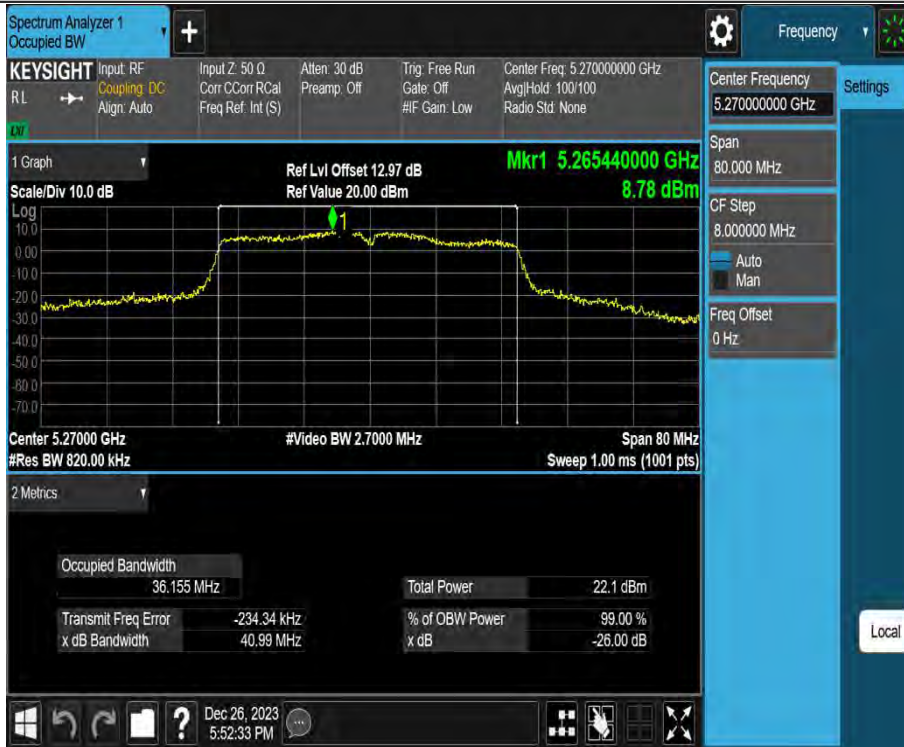 Spectrum Analyzer 1
Occupied BW
+
Frequency
KEYSIGHT
RL
LXI
Input: RF
Coupling: DC
Align: Auto
Input Z: 50 Ω
Corr CCorr RCal
Freq Ref: Int (S)
Atten: 30 dB
Preamp: Off
Trig: Free Run
Gate: Off
#IF Gain: Low
Center Freq: 5.270000000 GHz
Avg|Hold: 100/100
Radio Std: None
Center Frequency
5.270000000 GHz
Settings
Span
80.000 MHz
CF Step
8.000000 MHz
Auto
Man
Freq Offset
0 Hz
Local
1 Graph
Scale/Div 10.0 dB
Ref Lvl Offset 12.97 dB
Ref Value 20.00 dBm
Mkr1 5.265440000 GHz
8.78 dBm
Log
10.0
0.00
-10.0
-20.0
-30.0
-40.0
-50.0
-60.0
-70.0
1
Center 5.27000 GHz
#Video BW 2.7000 MHz
Span 80 MHz
#Res BW 820.00 kHz
Sweep 1.00 ms (1001 pts)
2 Metrics
Occupied Bandwidth
36.155 MHz
Total Power 22.1 dBm
Transmit Freq Error -234.34 kHz
% of OBW Power 99.00 %
x dB Bandwidth 40.99 MHz
x dB -26.00 dB
?
Dec 26, 2023
5:52:33 PM